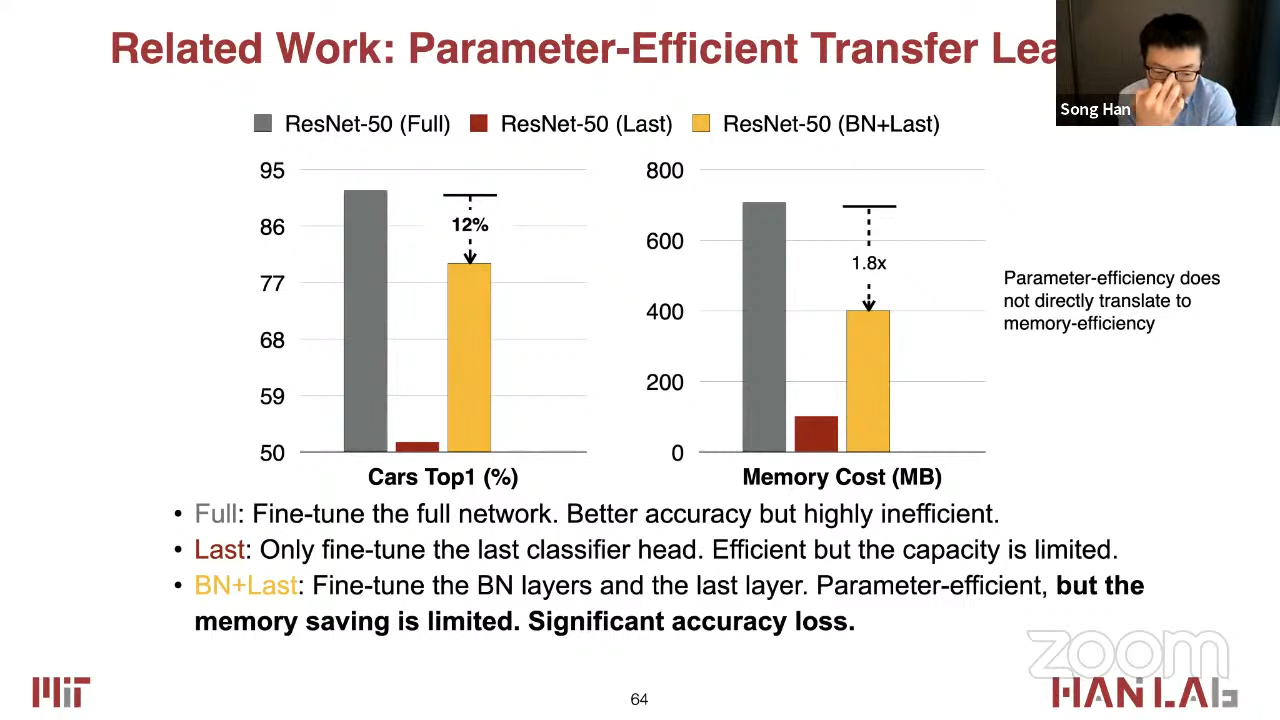 Related Work: Parameter-Efficient Transfer Lea
Song Han
ResNet-50 (Full)
ResNet-50 (Last)
ResNet-50 (BN+Last)
95
86
77
68
59
50
12%
Cars Top1 (%)
800
600
400
200
0
1.8x
Memory Cost (MB)
Parameter-efficiency does
not directly translate to
memory-efficiency
• Full: Fine-tune the full network. Better accuracy but highly inefficient.
• Last: Only fine-tune the last classifier head. Efficient but the capacity is limited.
• BN+Last: Fine-tune the BN layers and the last layer. Parameter-efficient, but the
memory saving is limited. Significant accuracy loss.
zoom
MIT
64
HAN LAB